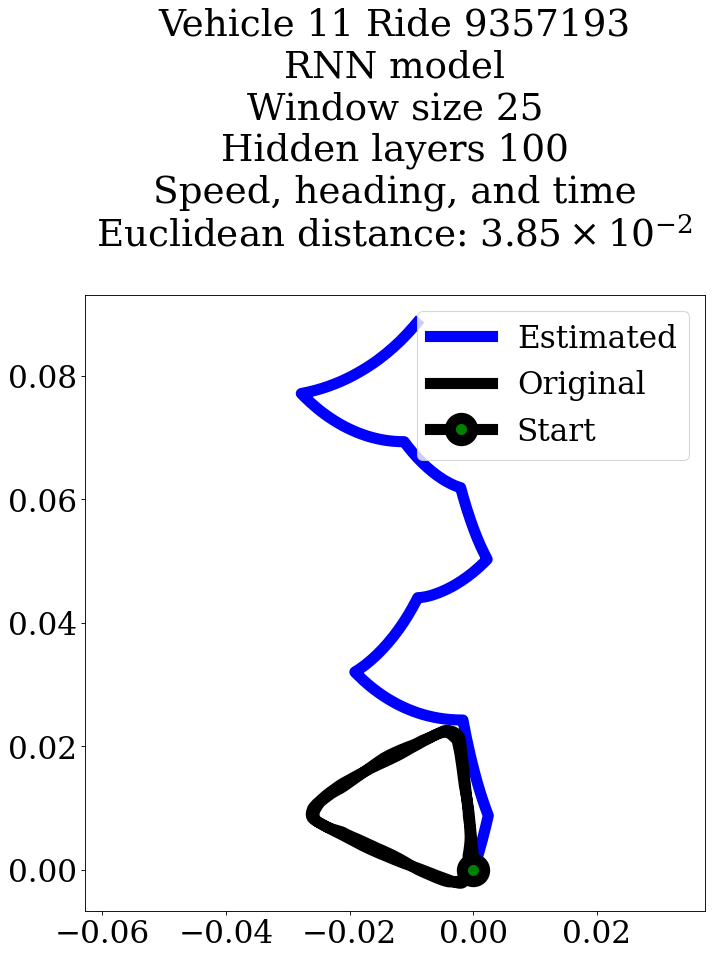 Vehicle 11 Ride 9357193
RNN model
Window size 25
Hidden layers 100
Speed, heading, and time
Euclidean distance: 3.85 × 10⁻²
Estimated
Original
Start
0.08
0.06
0.04
0.02
0.00
−0.06 −0.04 −0.02 0.00 0.02